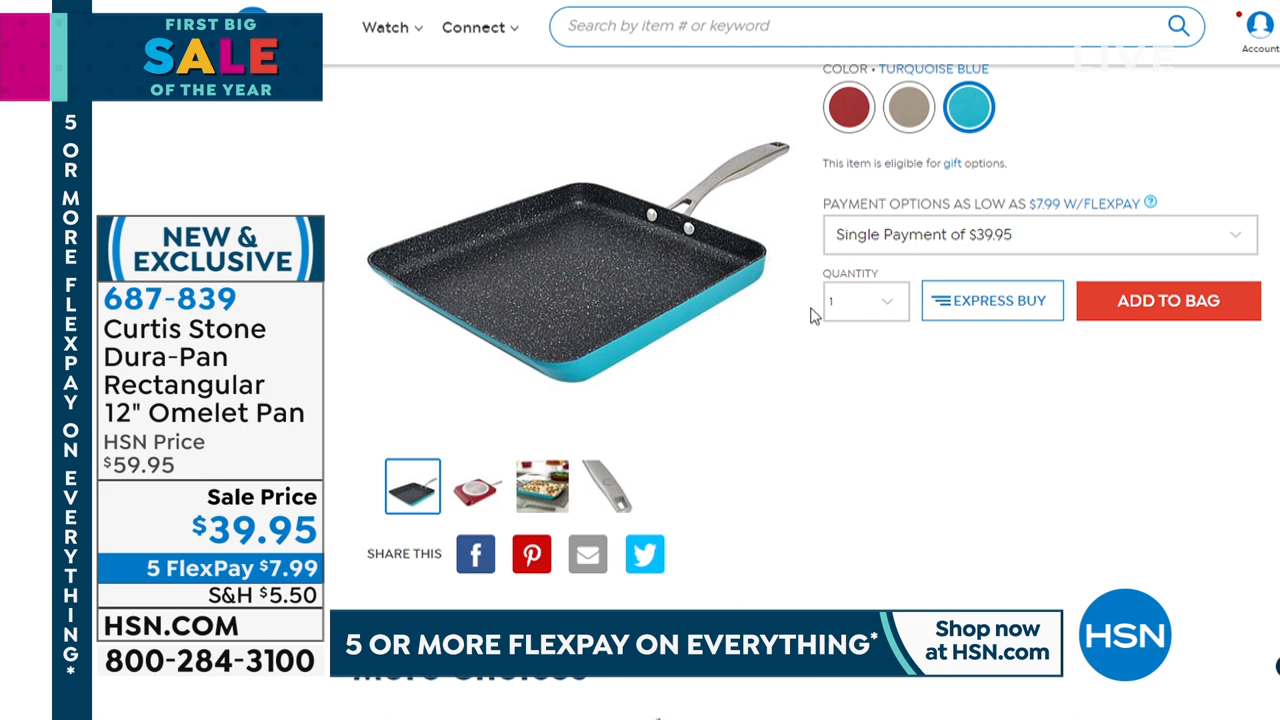 FIRST BIG
SALE
OF THE YEAR
5 OR MORE FLEXPAY ON EVERYTHING*
NEW &
EXCLUSIVE
687-839
Curtis Stone
Dura-Pan
Rectangular
12" Omelet Pan
HSN Price
$59.95
Sale Price
$39.95
5 FlexPay $7.99
S&H $5.50
HSN.COM
800-284-3100
Watch
Connect
Search by item # or keyword
Account
LIVE
COLOR • TURQUOISE BLUE
This item is eligible for gift options.
PAYMENT OPTIONS AS LOW AS $7.99 W/FLEXPAY ?
Single Payment of $39.95
QUANTITY
1
EXPRESS BUY
ADD TO BAG
SHARE THIS
5 OR MORE FLEXPAY ON EVERYTHING*
Shop now
at HSN.com
HSN